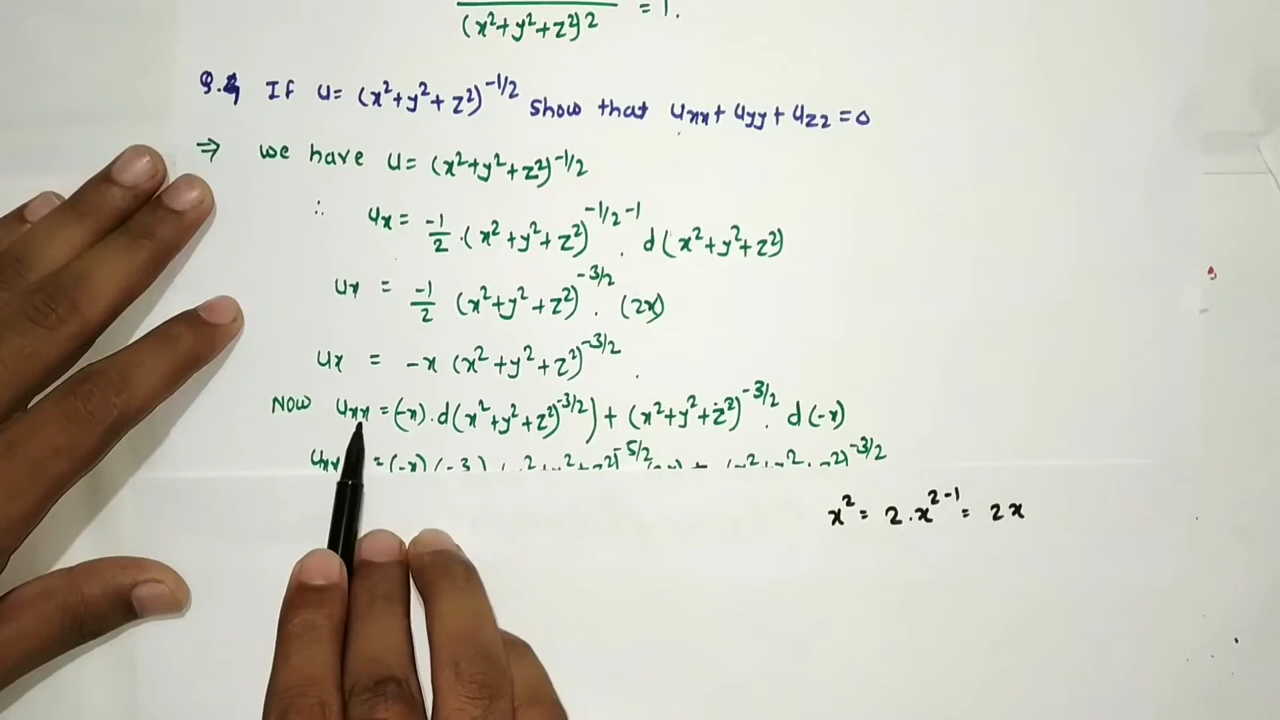 (x²+y²+z²)² = 1.
Q.4 If u= (x²+y²+z²)^-1/2 show that uxx+ uyy+ uzz=0
⇒ we have u= (x²+y²+z²)^-1/2
∴ ux= -1/2 .(x²+y²+z²)^-1/2-1 . d(x²+y²+z²)
ux = -1/2 (x²+y²+z²)^-3/2 . (2x)
ux = -x (x²+y²+z²)^-3/2 .
Now uxx=(-x).d(x²+y²+z²)^-3/2) + (x²+y²+z²)^-3/2 . d(-x)
x² = 2.x^2-1 = 2x